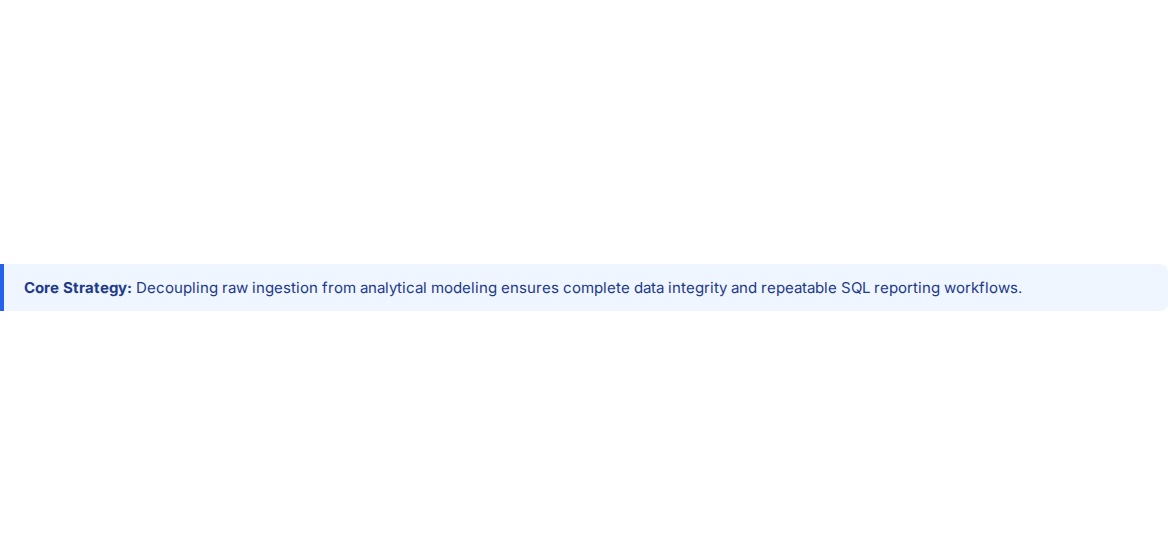 Core Strategy: Decoupling raw ingestion from analytical modeling ensures complete data integrity and repeatable SQL reporting workflows.